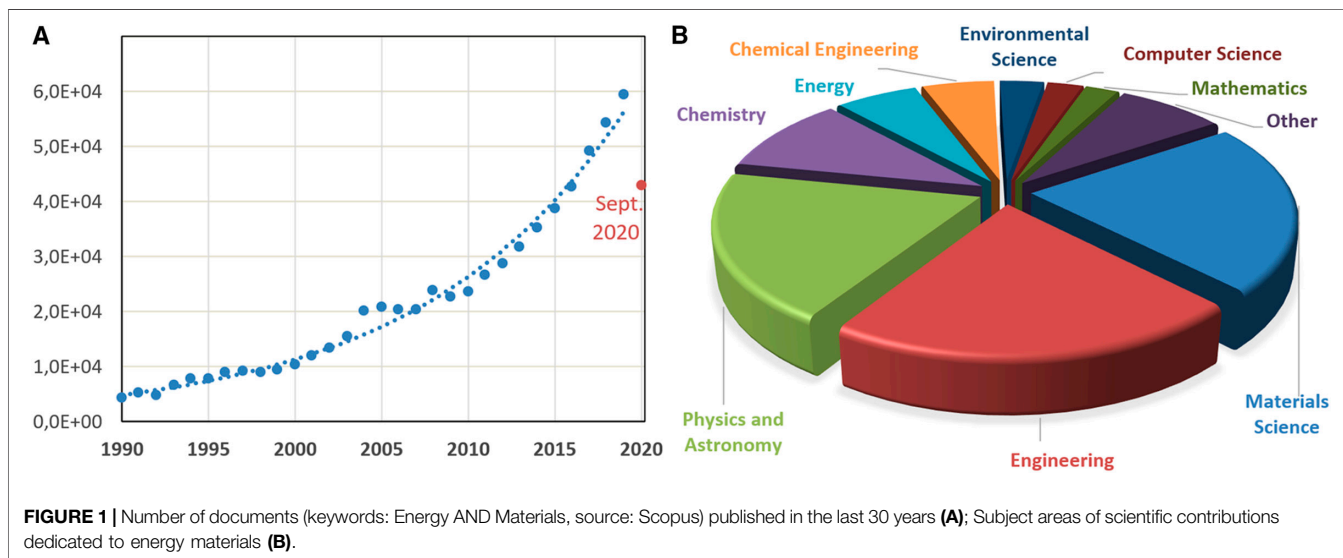 A
6,0E+04
5,0E+04
4,0E+04
3,0E+04
2,0E+04
1,0E+04
0,0E+00
1990 1995 2000 2005 2010 2015 2020
Sept.
2020
B
Environmental
Science
Chemical Engineering
Computer Science
Energy
Mathematics
Chemistry
Other
Physics and
Astronomy
Materials
Science
Engineering
FIGURE 1 | Number of documents (keywords: Energy AND Materials, source: Scopus) published in the last 30 years (A); Subject areas of scientific contributions
dedicated to energy materials (B).